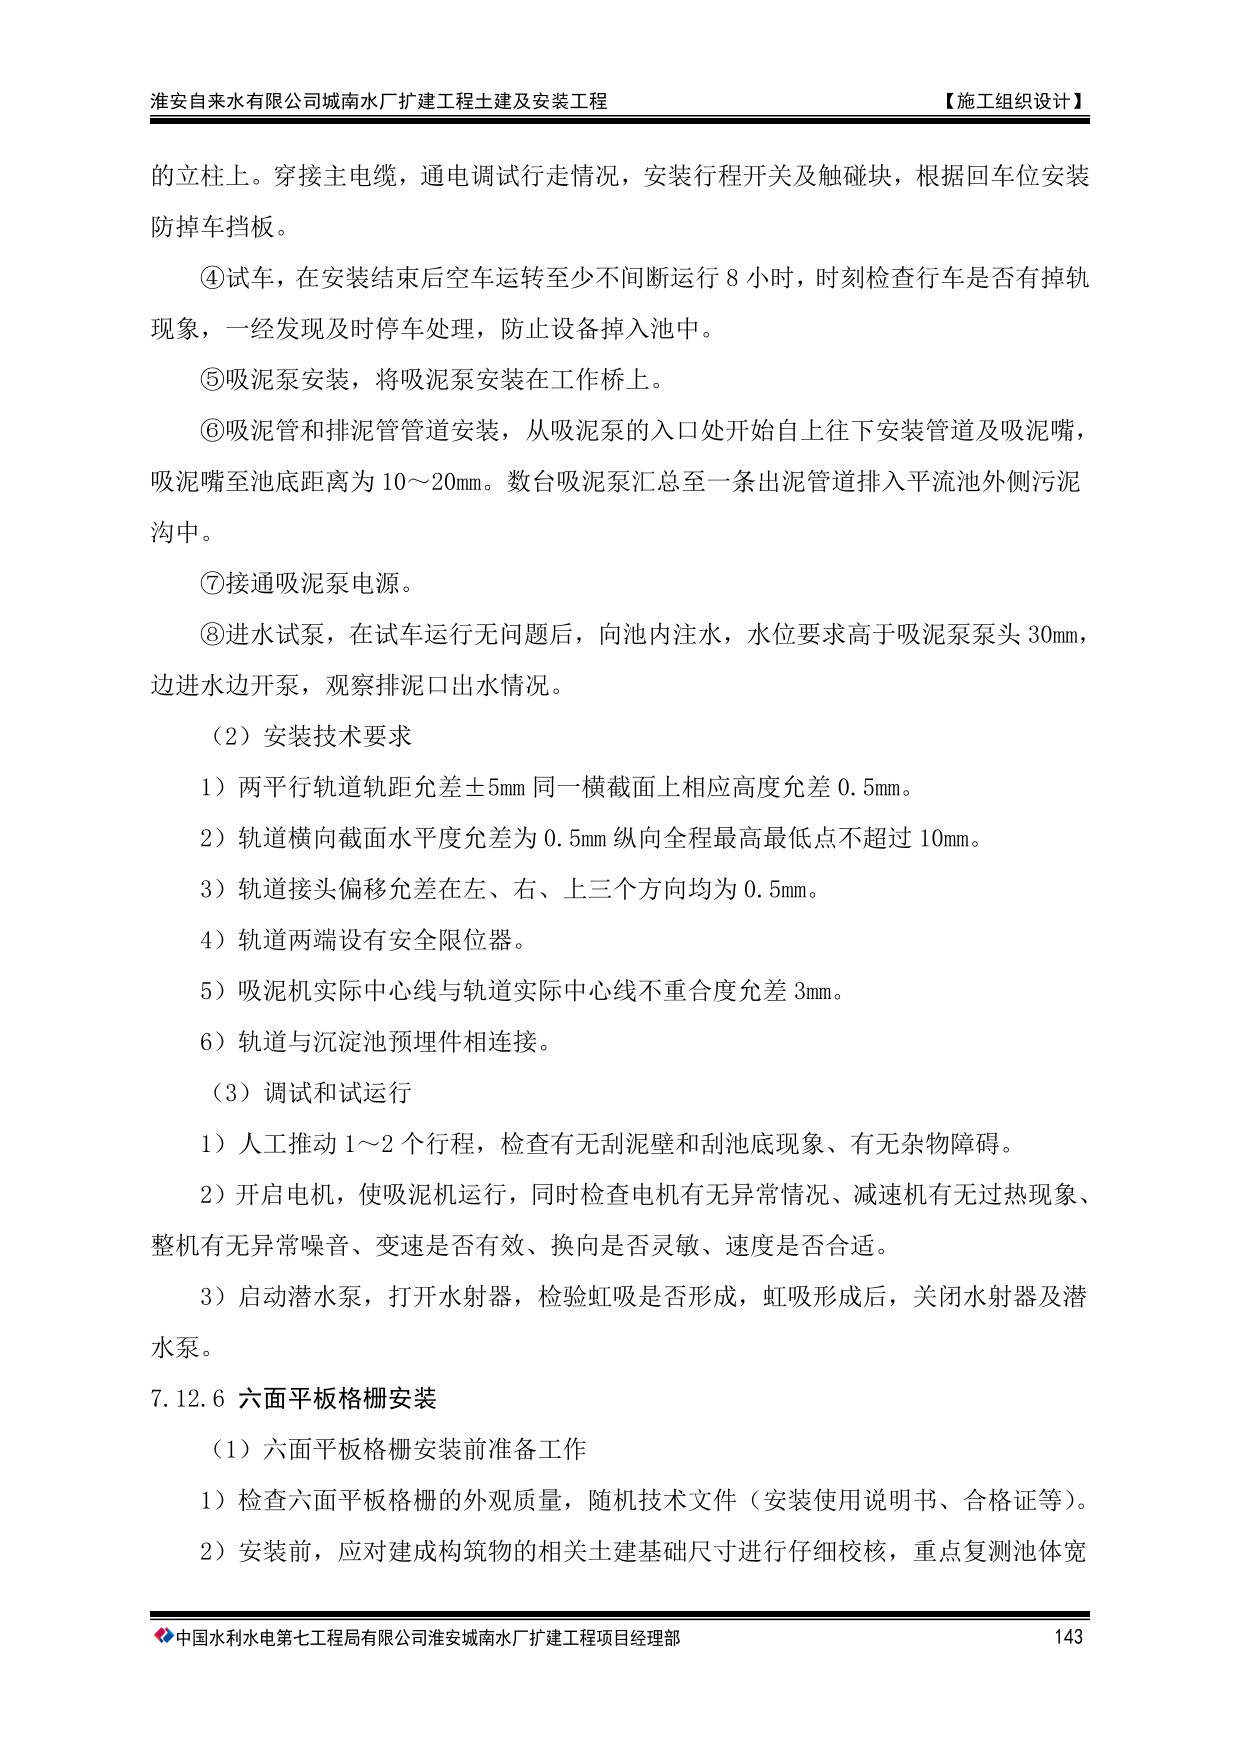 淮安自来水有限公司城南水厂扩建工程土建及安装工程 【施工组织设计】
的立柱上。穿接主电缆，通电调试行走情况，安装行程开关及触碰块，根据回车位安装
防掉车挡板。
④试车，在安装结束后空车运转至少不间断运行 8 小时，时刻检查行车是否有掉轨
现象，一经发现及时停车处理，防止设备掉入池中。
⑤吸泥泵安装，将吸泥泵安装在工作桥上。
⑥吸泥管和排泥管管道安装，从吸泥泵的入口处开始自上往下安装管道及吸泥嘴，
吸泥嘴至池底距离为 10～20mm。数台吸泥泵汇总至一条出泥管道排入平流池外侧污泥
沟中。
⑦接通吸泥泵电源。
⑧进水试泵，在试车运行无问题后，向池内注水，水位要求高于吸泥泵泵头 30mm，
边进水边开泵，观察排泥口出水情况。
（2）安装技术要求
1）两平行轨道轨距允差±5mm 同一横截面上相应高度允差 0.5mm。
2）轨道横向截面水平度允差为 0.5mm 纵向全程最高最低点不超过 10mm。
3）轨道接头偏移允差在左、右、上三个方向均为 0.5mm。
4）轨道两端设有安全限位器。
5）吸泥机实际中心线与轨道实际中心线不重合度允差 3mm。
6）轨道与沉淀池预埋件相连接。
（3）调试和试运行
1）人工推动 1～2 个行程，检查有无刮泥壁和刮池底现象、有无杂物障碍。
2）开启电机，使吸泥机运行，同时检查电机有无异常情况、减速机有无过热现象、
整机有无异常噪音、变速是否有效、换向是否灵敏、速度是否合适。
3）启动潜水泵，打开水射器，检验虹吸是否形成，虹吸形成后，关闭水射器及潜
水泵。
7.12.6 六面平板格栅安装
（1）六面平板格栅安装前准备工作
1）检查六面平板格栅的外观质量，随机技术文件（安装使用说明书、合格证等）。
2）安装前，应对建成构筑物的相关土建基础尺寸进行仔细校核，重点复测池体宽
中国水利水电第七工程局有限公司淮安城南水厂扩建工程项目经理部 143